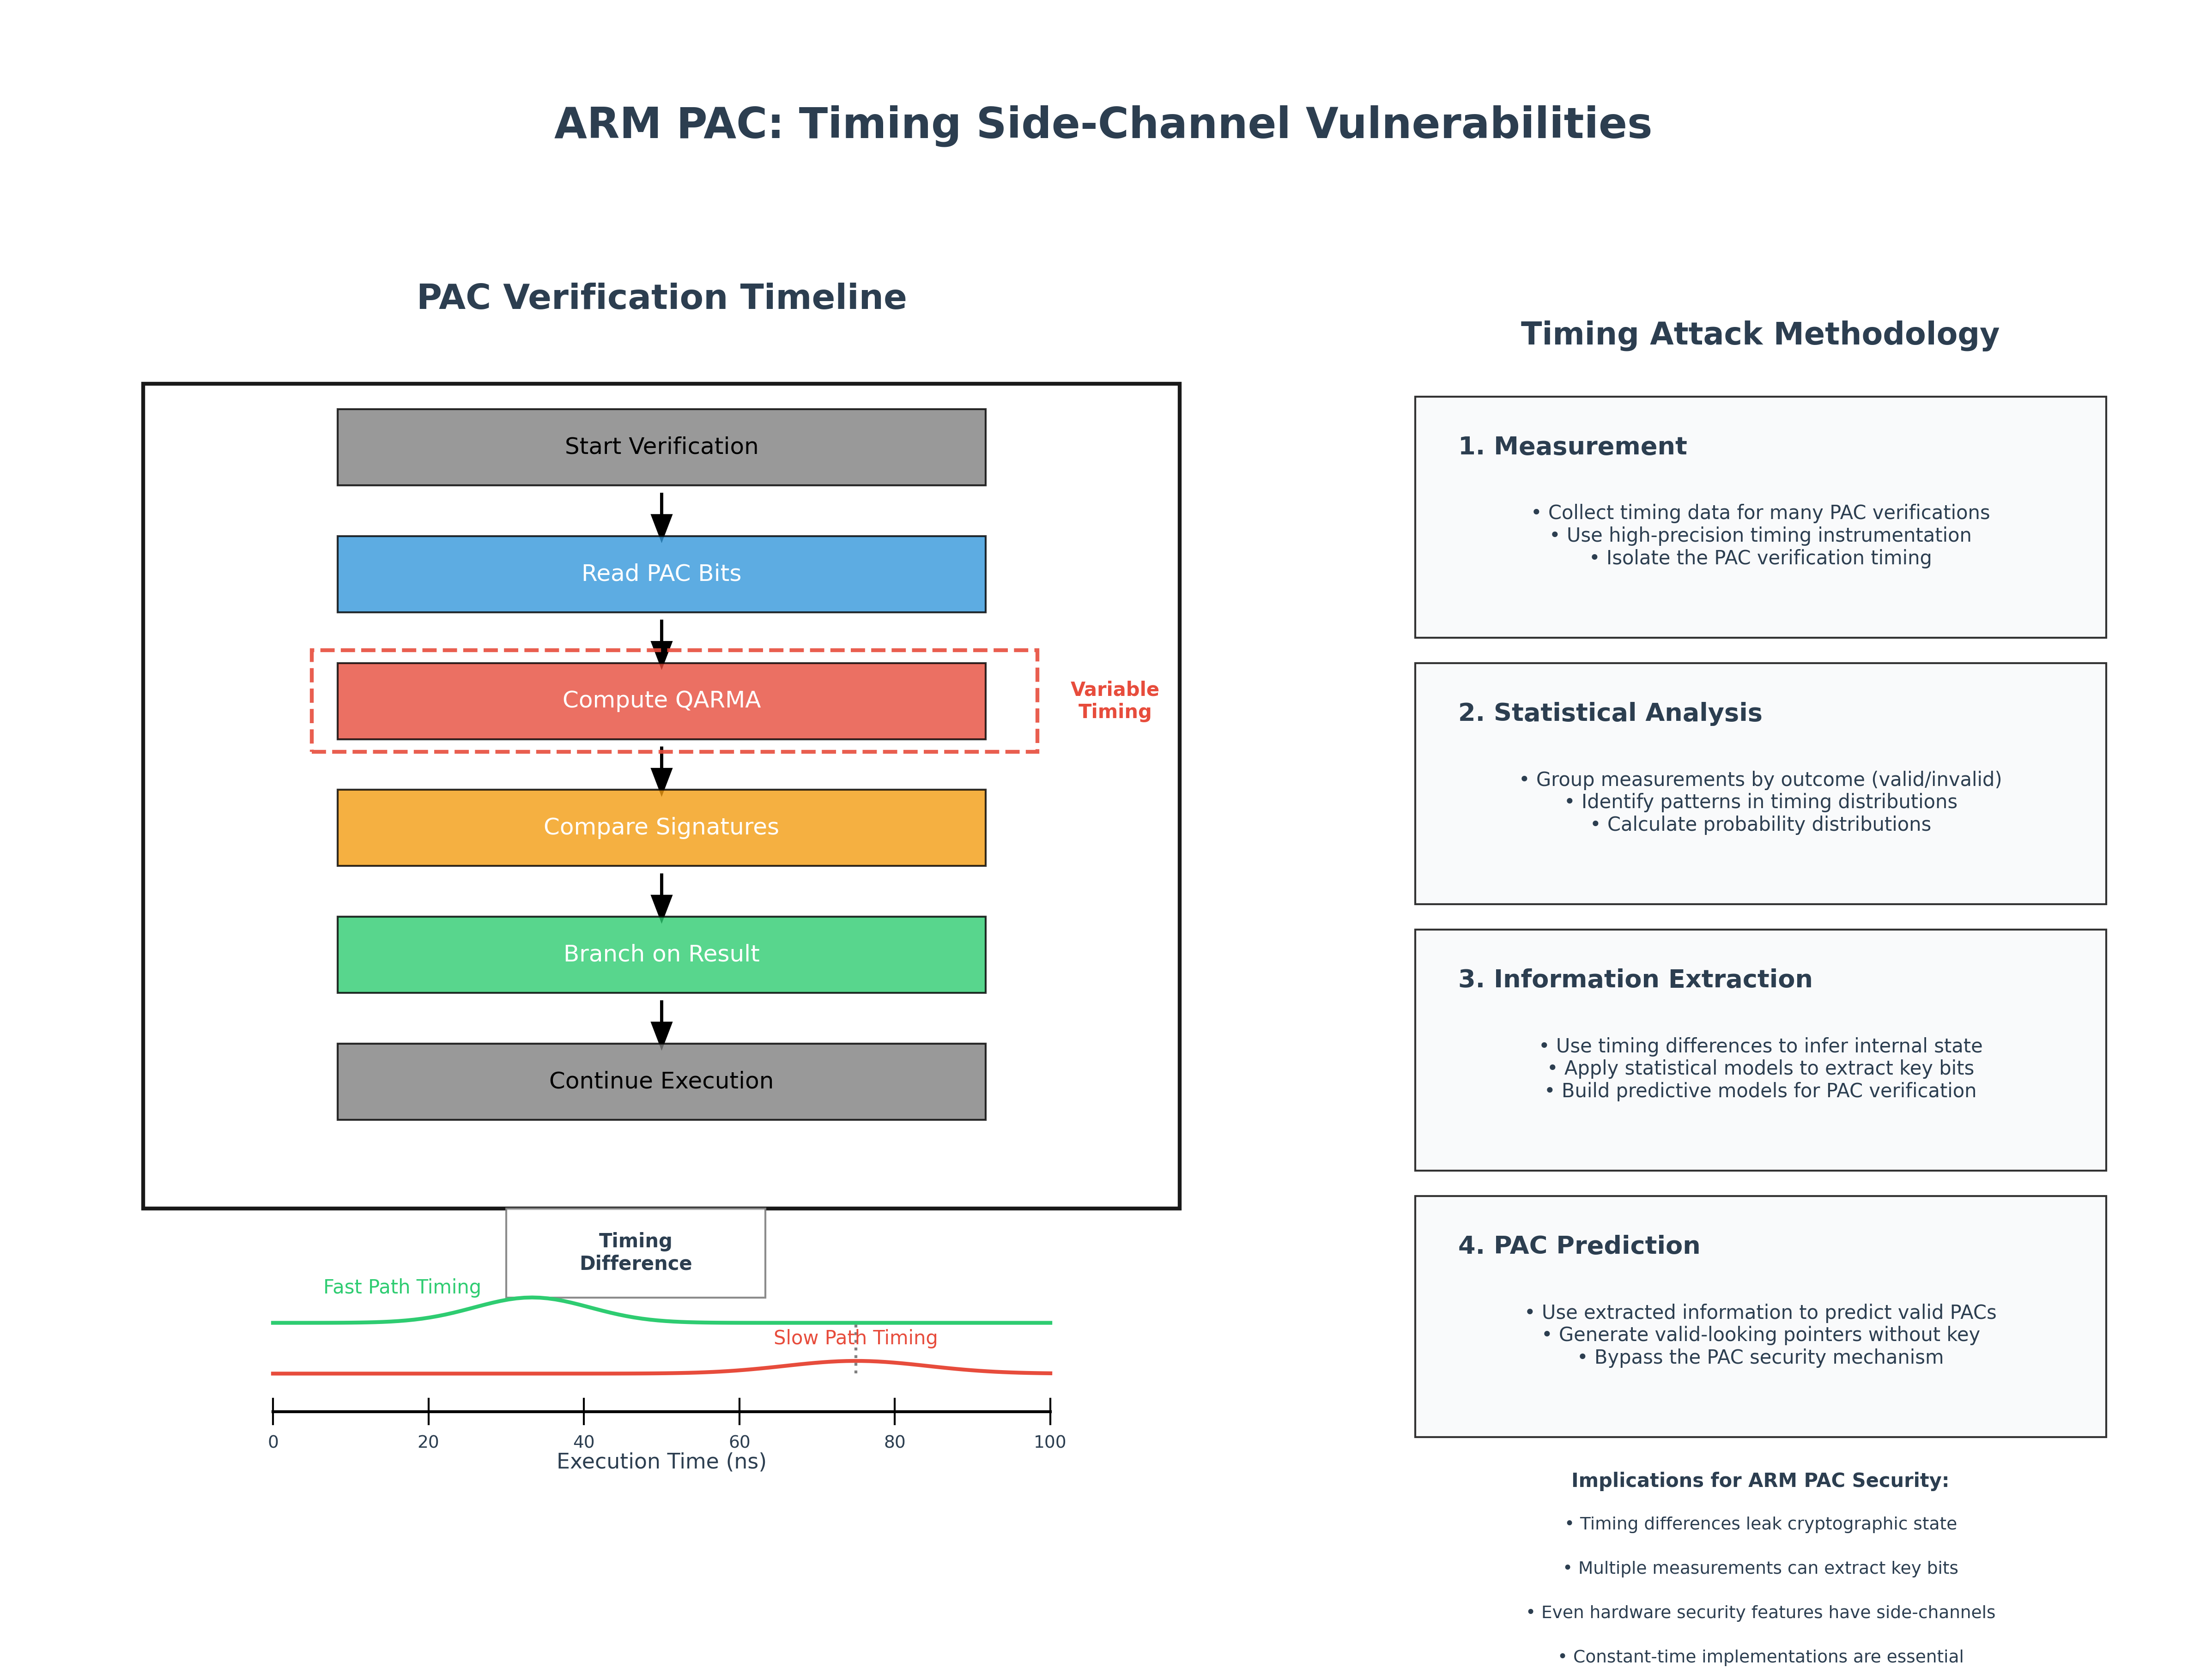 ARM PAC: Timing Side-Channel Vulnerabilities
PAC Verification Timeline
Start Verification
Read PAC Bits
Compute QARMA
Variable
Timing
Compare Signatures
Branch on Result
Continue Execution
Timing
Difference
Fast Path Timing
Slow Path Timing
0 20 40 60 80 100
Execution Time (ns)
Timing Attack Methodology
1. Measurement
• Collect timing data for many PAC verifications
• Use high-precision timing instrumentation
• Isolate the PAC verification timing
2. Statistical Analysis
• Group measurements by outcome (valid/invalid)
• Identify patterns in timing distributions
• Calculate probability distributions
3. Information Extraction
• Use timing differences to infer internal state
• Apply statistical models to extract key bits
• Build predictive models for PAC verification
4. PAC Prediction
• Use extracted information to predict valid PACs
• Generate valid-looking pointers without key
• Bypass the PAC security mechanism
Implications for ARM PAC Security:
• Timing differences leak cryptographic state
• Multiple measurements can extract key bits
• Even hardware security features have side-channels
• Constant-time implementations are essential